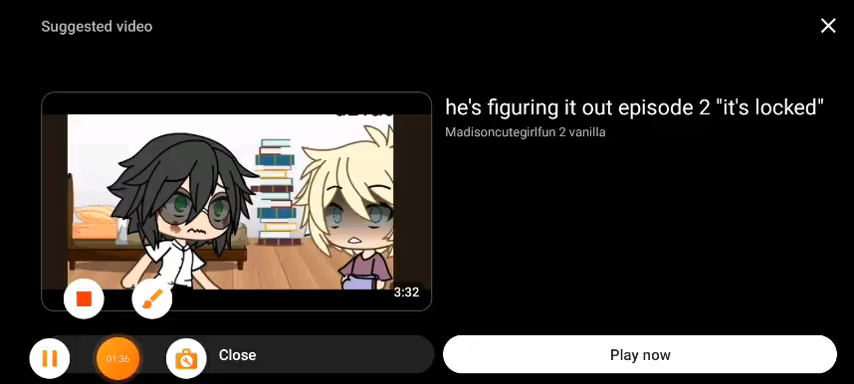 Suggested video
he's figuring it out episode 2 "it's locked"
Madisoncutegirlfun 2 vanilla
3:32
01:36
Close
Play now